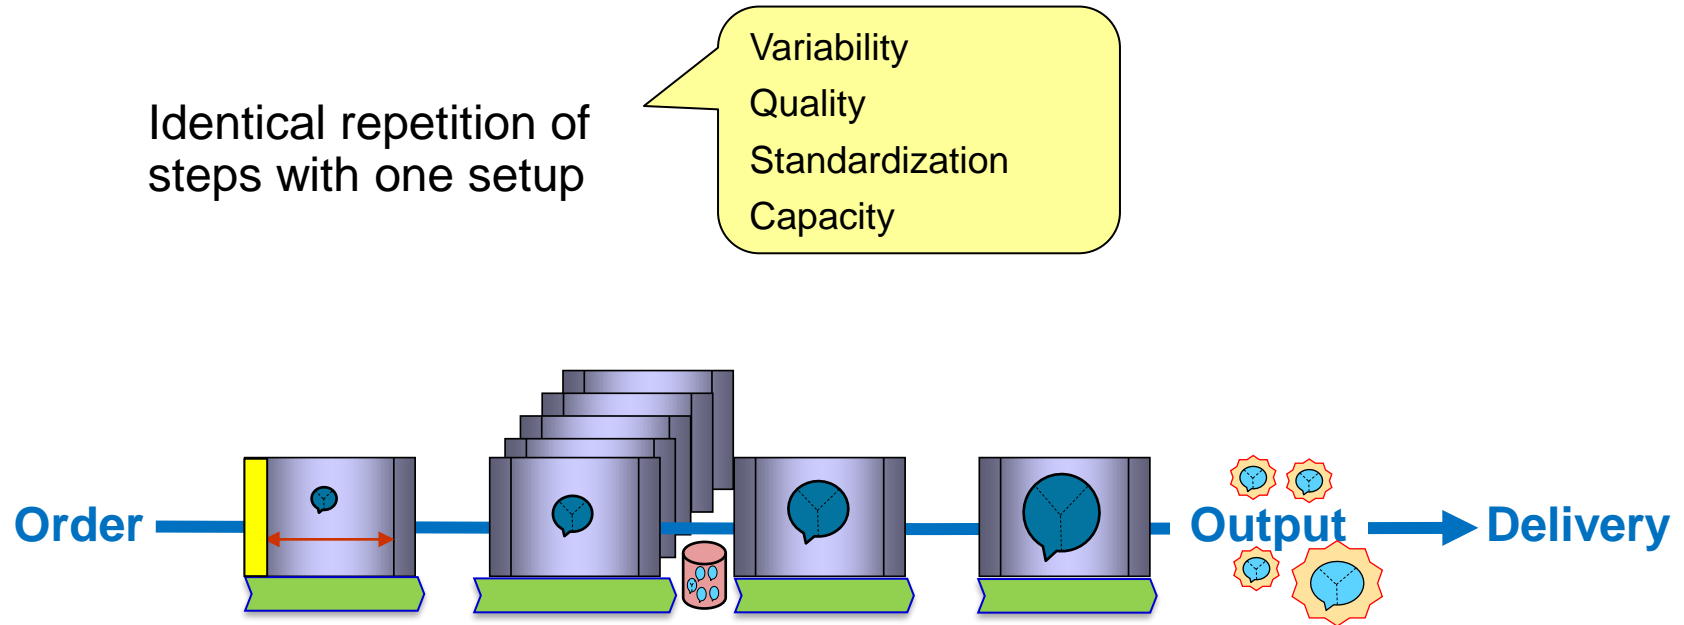 Variability
Quality
Standardization
Capacity
Identical repetition of
steps with one setup
Order
Output
Delivery